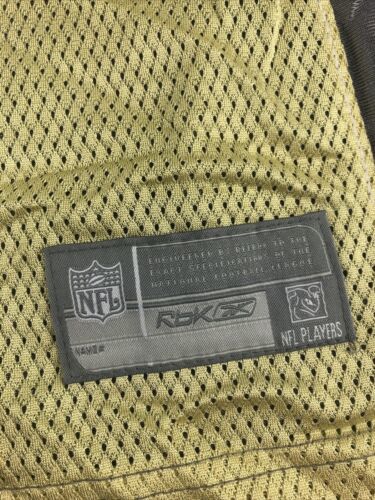 ENGINEERED BY REEBOK TO THE
EXACT SPECIFICATIONS OF THE
NATIONAL FOOTBALL LEAGUE
NFL
RBK
NFL PLAYERS